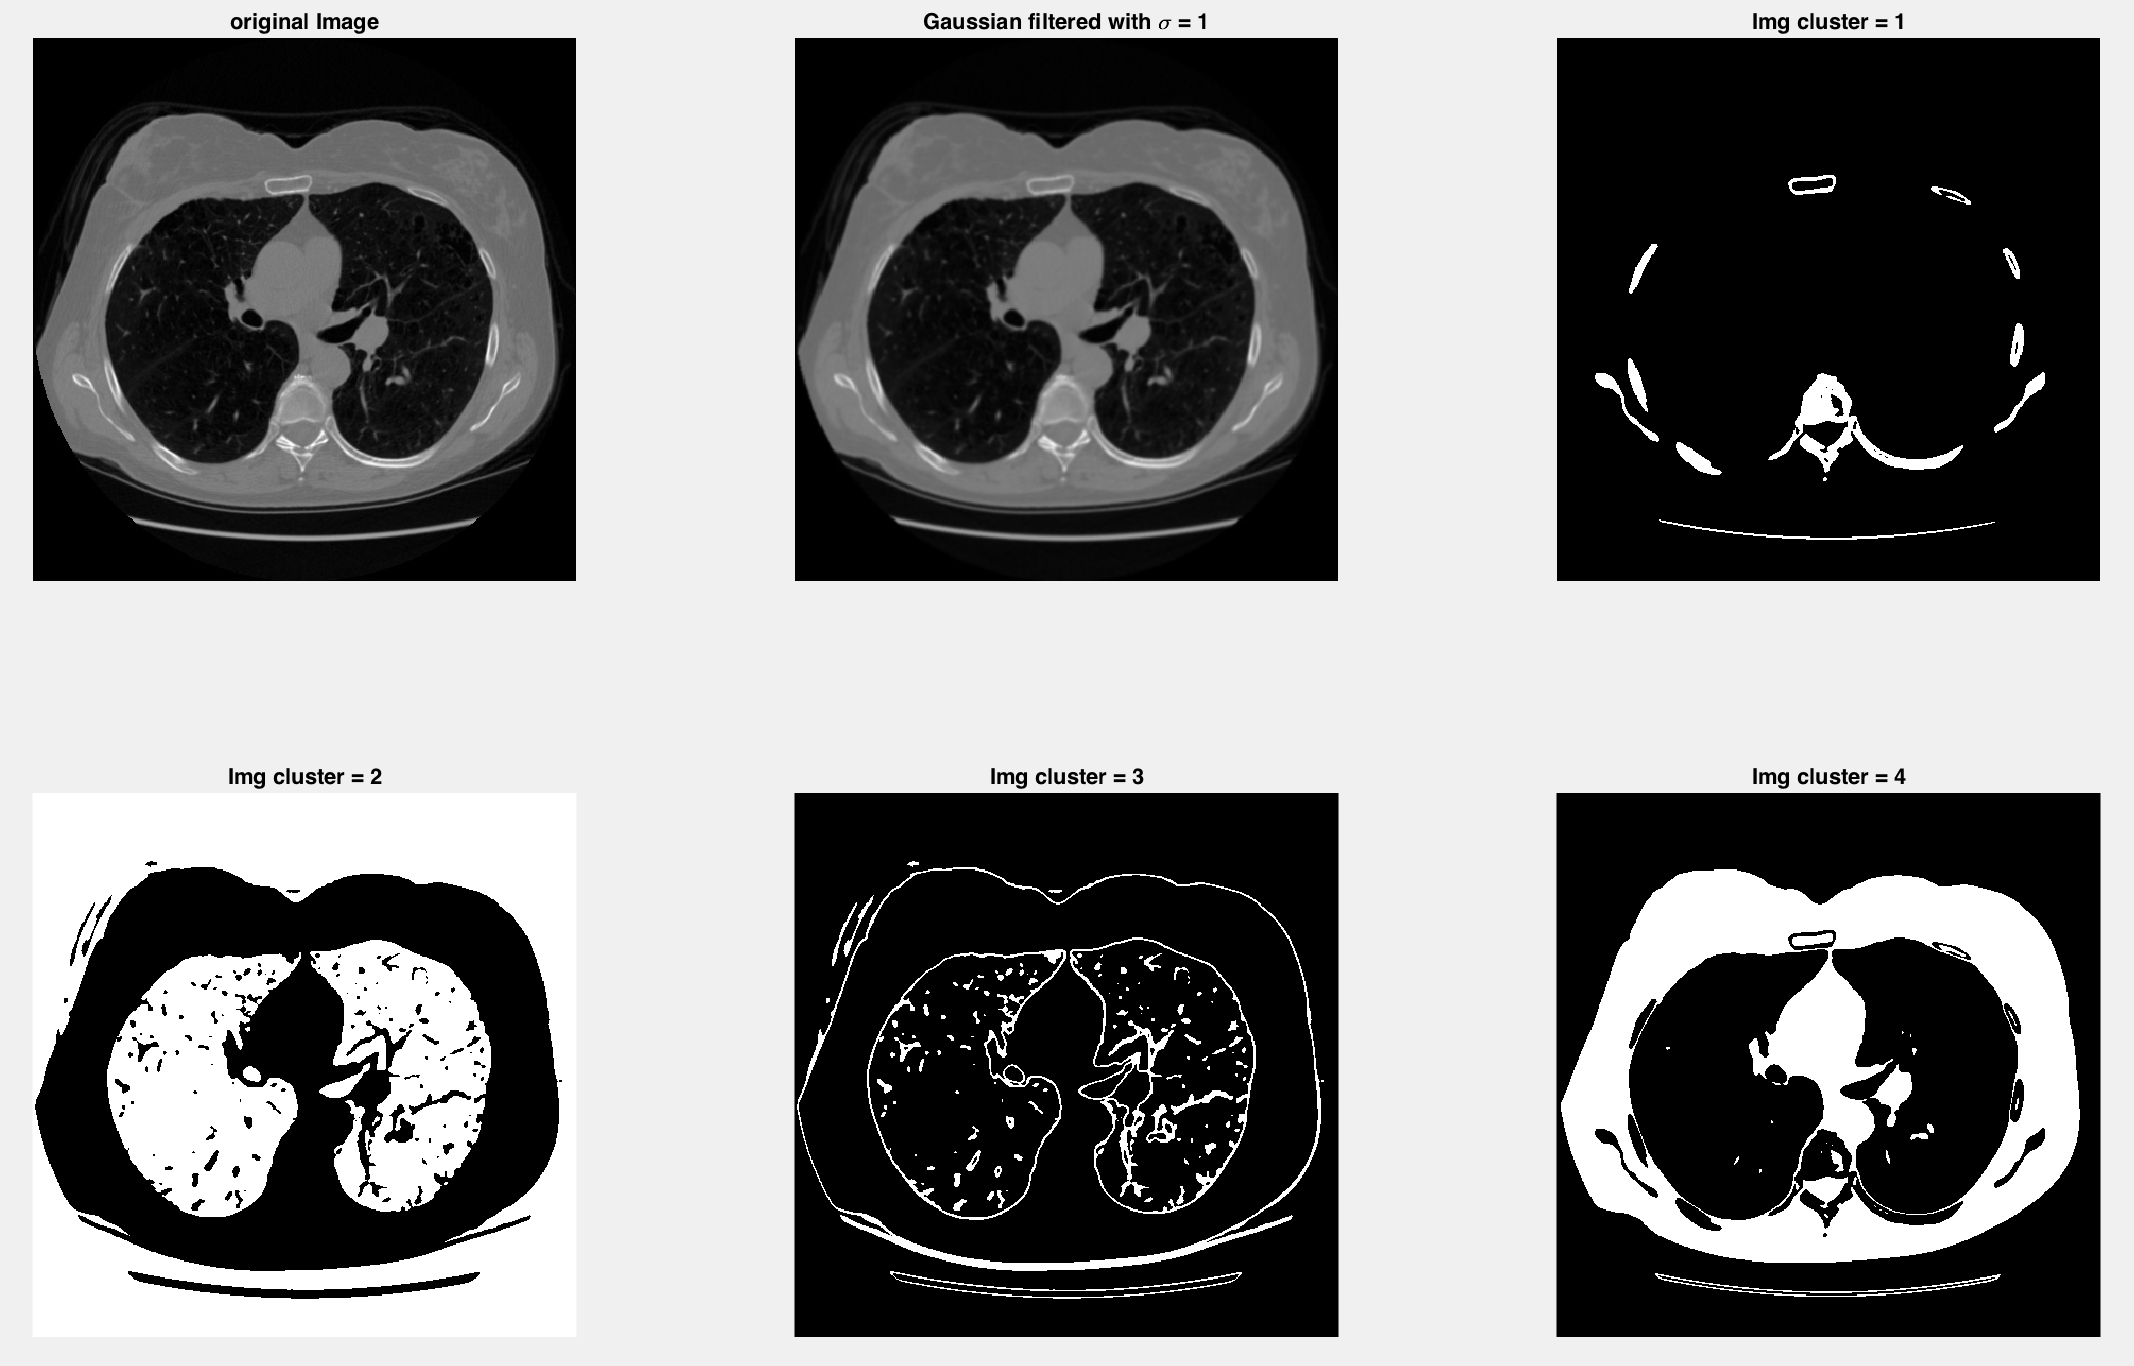 original Image
Gaussian filtered with σ = 1
Img cluster = 1
Img cluster = 2
Img cluster = 3
Img cluster = 4